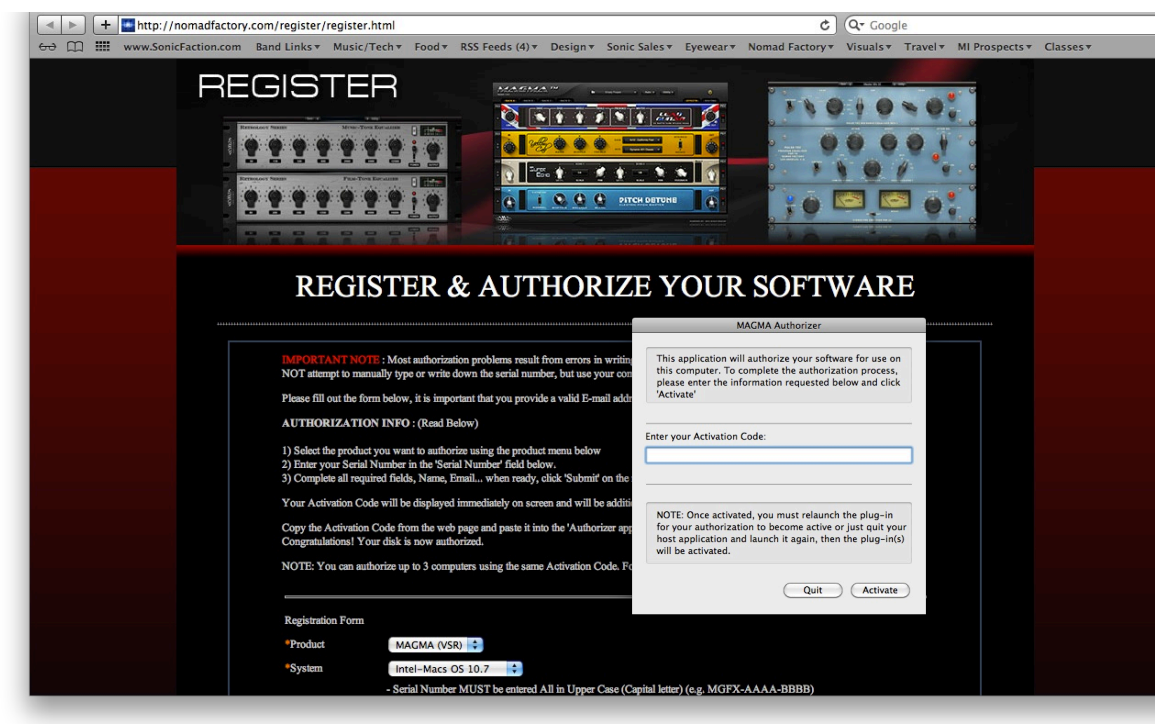 http://nomadfactory.com/register/register.html
Google
www.SonicFaction.com Band Links Music/Tech Food RSS Feeds (4) Design Sonic Sales Eyewear Nomad Factory Visuals Travel MI Prospects Classes
REGISTER
MAGMA™
PITCH DETUNE
REGISTER & AUTHORIZE YOUR SOFTWARE
IMPORTANT NOTE : Most authorization problems result from errors in writing
NOT attempt to manually type or write down the serial number, but use your
Please fill out the form below, it is important that you provide a valid E-mail
AUTHORIZATION INFO : (Read Below)
1) Select the product you want to authorize using the product menu below
2) Enter your Serial Number in the 'Serial Number' field below.
3) Complete all required fields, Name, Email... when ready, click 'Submit' on the
Your Activation Code will be displayed immediately on screen and will be
Copy the Activation Code from the web page and paste it into the 'Authorizer
Congratulations! Your disk is now authorized.
NOTE: You can authorize up to 3 computers using the same Activation Code.
Registration Form
*Product MAGMA (VSR)
*System Intel-Macs OS 10.7
- Serial Number MUST be entered All in Upper Case (Capital letter) (e.g. MGFX-AAAA-BBBB)
MAGMA Authorizer
This application will authorize your software for use on
this computer. To complete the authorization process,
please enter the information requested below and click
'Activate'
Enter your Activation Code:
NOTE: Once activated, you must relaunch the plug-in
for your authorization to become active or just quit your
host application and launch it again, then the plug-in(s)
will be activated.
Quit Activate